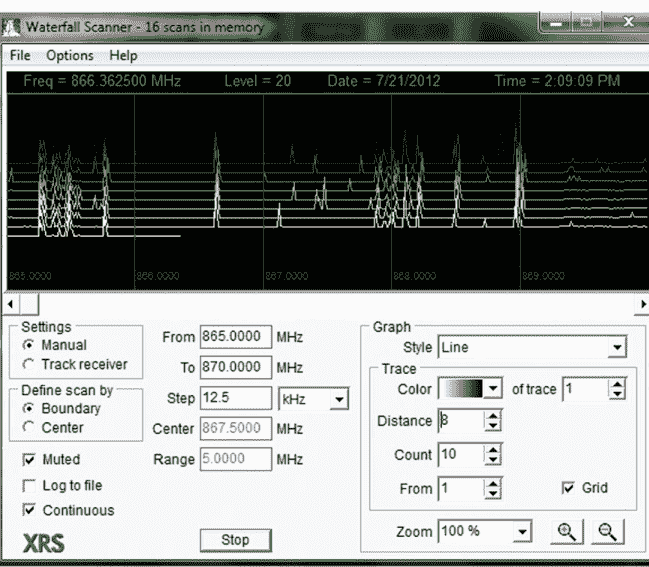 Waterfall Scanner - 16 scans in memory
File Options Help
Freq = 866.362500 MHz Level = 20 Date = 7/21/2012 Time = 2:09:09 PM
865.0000 866.0000 867.0000 868.0000 869.0000
Settings
Manual
Track receiver
Define scan by
Boundary
Center
Muted
Log to file
Continuous
XRS
From 865.0000 MHz
To 870.0000 MHz
Step 12.5 kHz
Center 867.5000 MHz
Range 5.0000 MHz
Stop
Graph
Style Line
Trace
Color of trace 1
Distance 8
Count 10
From 1 Grid
Zoom 100 %